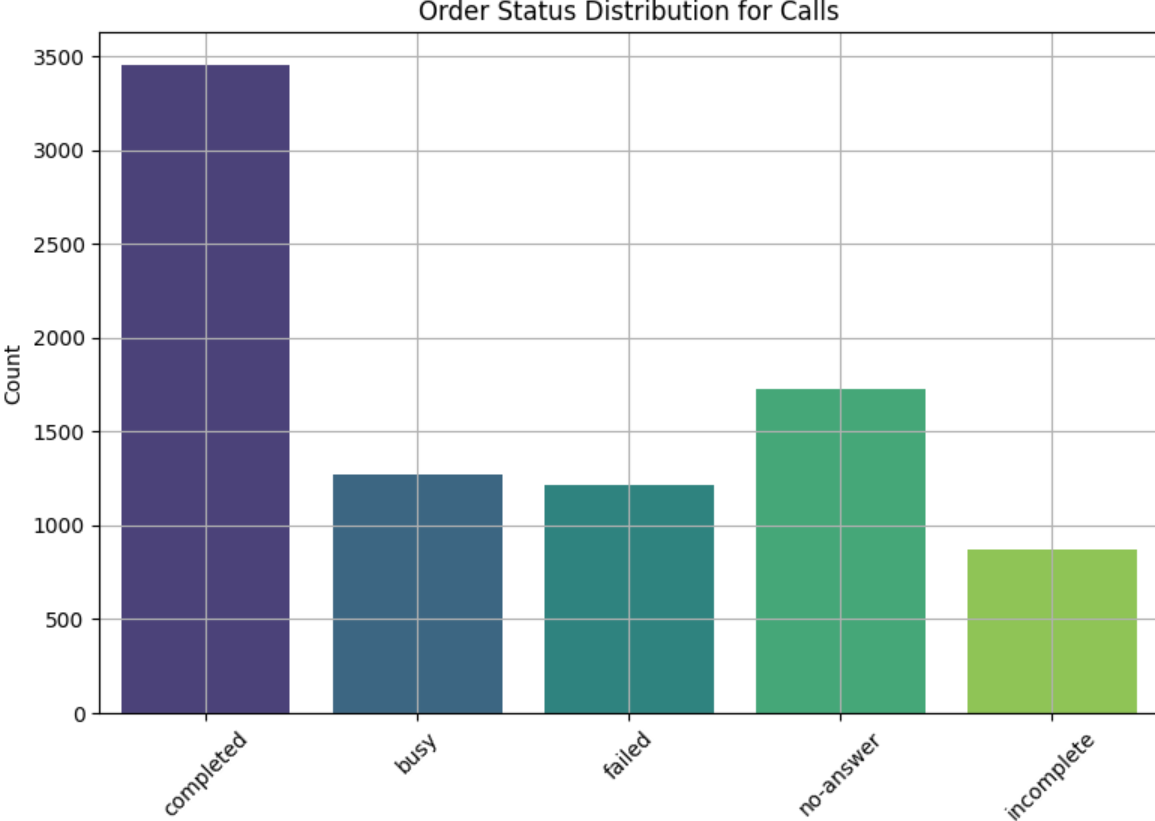 Order Status Distribution for Calls
Count
3500
3000
2500
2000
1500
1000
500
0
completed
busy
failed
no-answer
incomplete